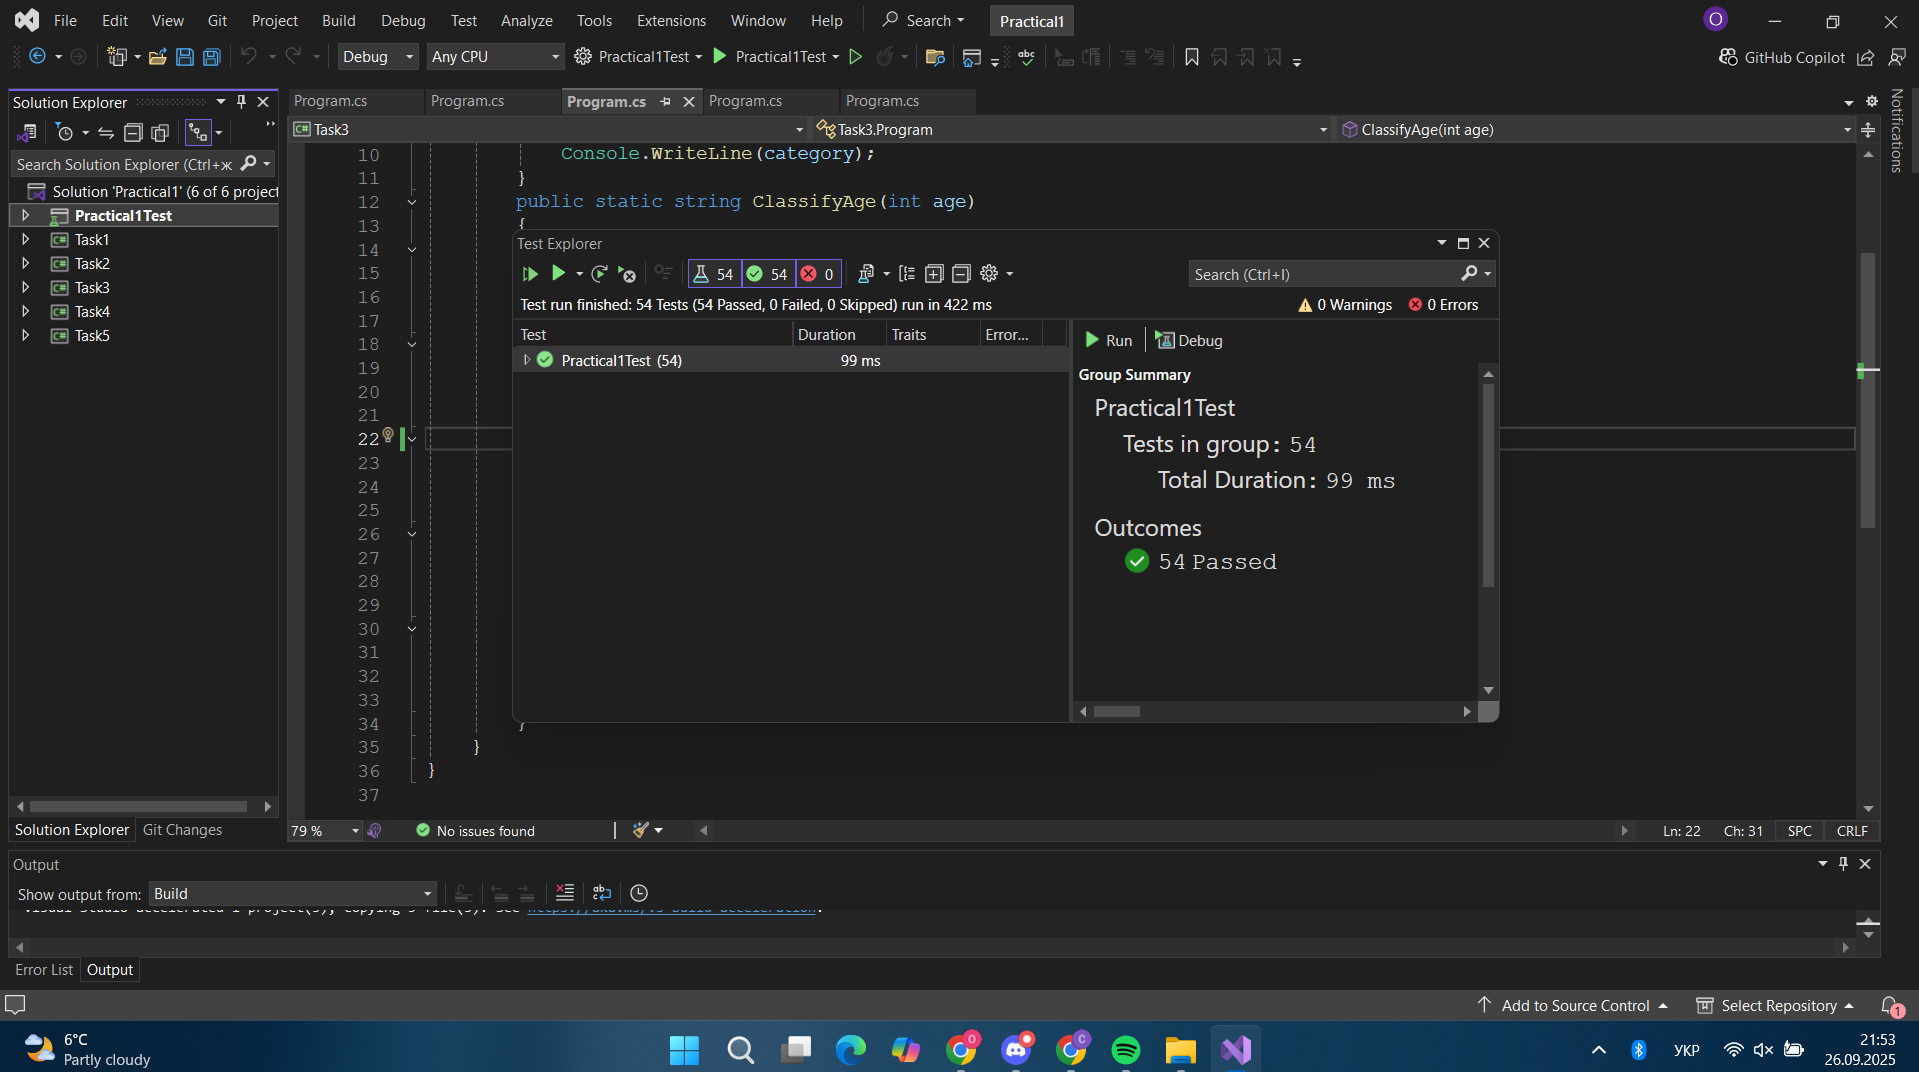 File Edit View Git Project Build Debug Test Analyze Tools Extensions Window Help Search Practical1 O
Debug Any CPU Practical1Test Practical1Test GitHub Copilot
Solution Explorer
Search Solution Explorer (Ctrl+ж
Solution 'Practical1' (6 of 6 project
Practical1Test
Task1
Task2
Task3
Task4
Task5
Solution Explorer Git Changes
Program.cs Program.cs Program.cs Program.cs Program.cs
Task3 Task3.Program ClassifyAge(int age)
Notifications
10 Console.WriteLine(category);
11 }
12 public static string ClassifyAge(int age)
13 {
14
15
16
17
18
19
20
21
22
23
24
25
26
27
28
29
30
31
32
33
34 }
35 }
36 }
37
Test Explorer
54 54 0 Search (Ctrl+I)
Test run finished: 54 Tests (54 Passed, 0 Failed, 0 Skipped) run in 422 ms 0 Warnings 0 Errors
Test Duration Traits Error...
Practical1Test (54) 99 ms
Run Debug
Group Summary
Practical1Test
Tests in group: 54
Total Duration: 99 ms
Outcomes
54 Passed
79 % No issues found Ln: 22 Ch: 31 SPC CRLF
Output
Show output from: Build
Error List Output
Add to Source Control Select Repository 1
6°C
Partly cloudy
УКР
21:53
26.09.2025